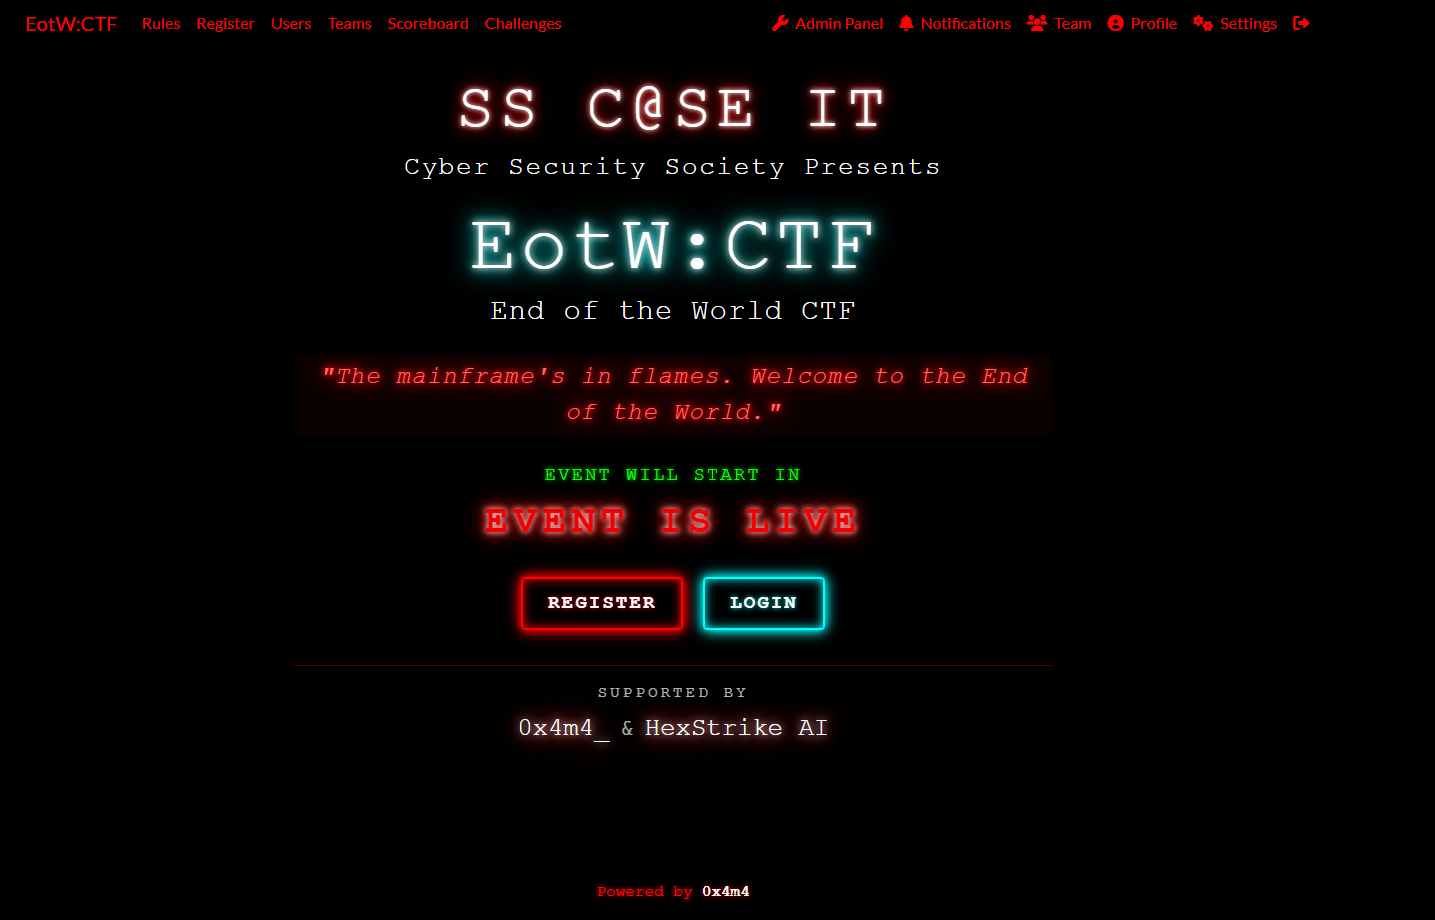 EotW:CTF Rules Register Users Teams Scoreboard Challenges Admin Panel Notifications Team Profile Settings
SS C@SE IT
Cyber Security Society Presents
EotW:CTF
End of the World CTF
"The mainframe's in flames. Welcome to the End
of the World."
EVENT WILL START IN
EVENT IS LIVE
REGISTER LOGIN
SUPPORTED BY
0x4m4_ & HexStrike AI
Powered by 0x4m4